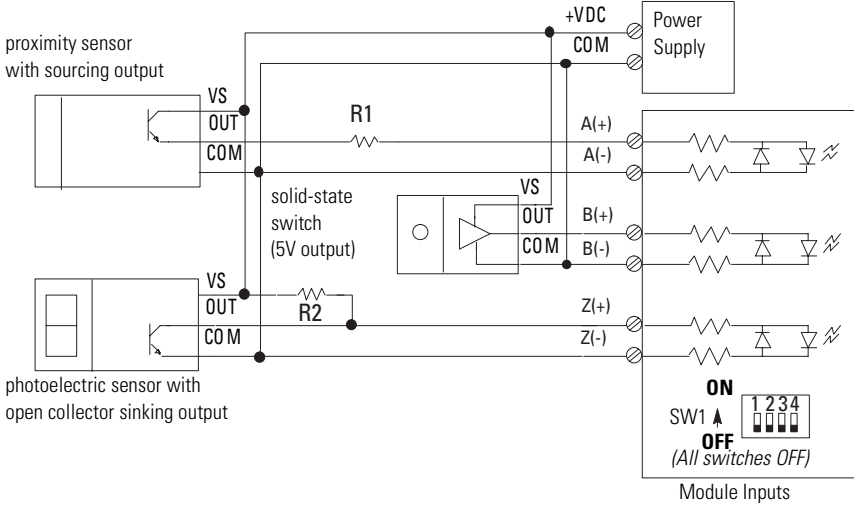 +VDC
COM
Power
Supply
proximity sensor
with sourcing output
VS
OUT
COM
R1
A(+)
A(-)
solid-state
switch
(5V output)
VS
OUT
COM
B(+)
B(-)
VS
OUT
COM
R2
Z(+)
Z(-)
photoelectric sensor with
open collector sinking output
ON
SW1
1 2 3 4
OFF
(All switches OFF)
Module Inputs